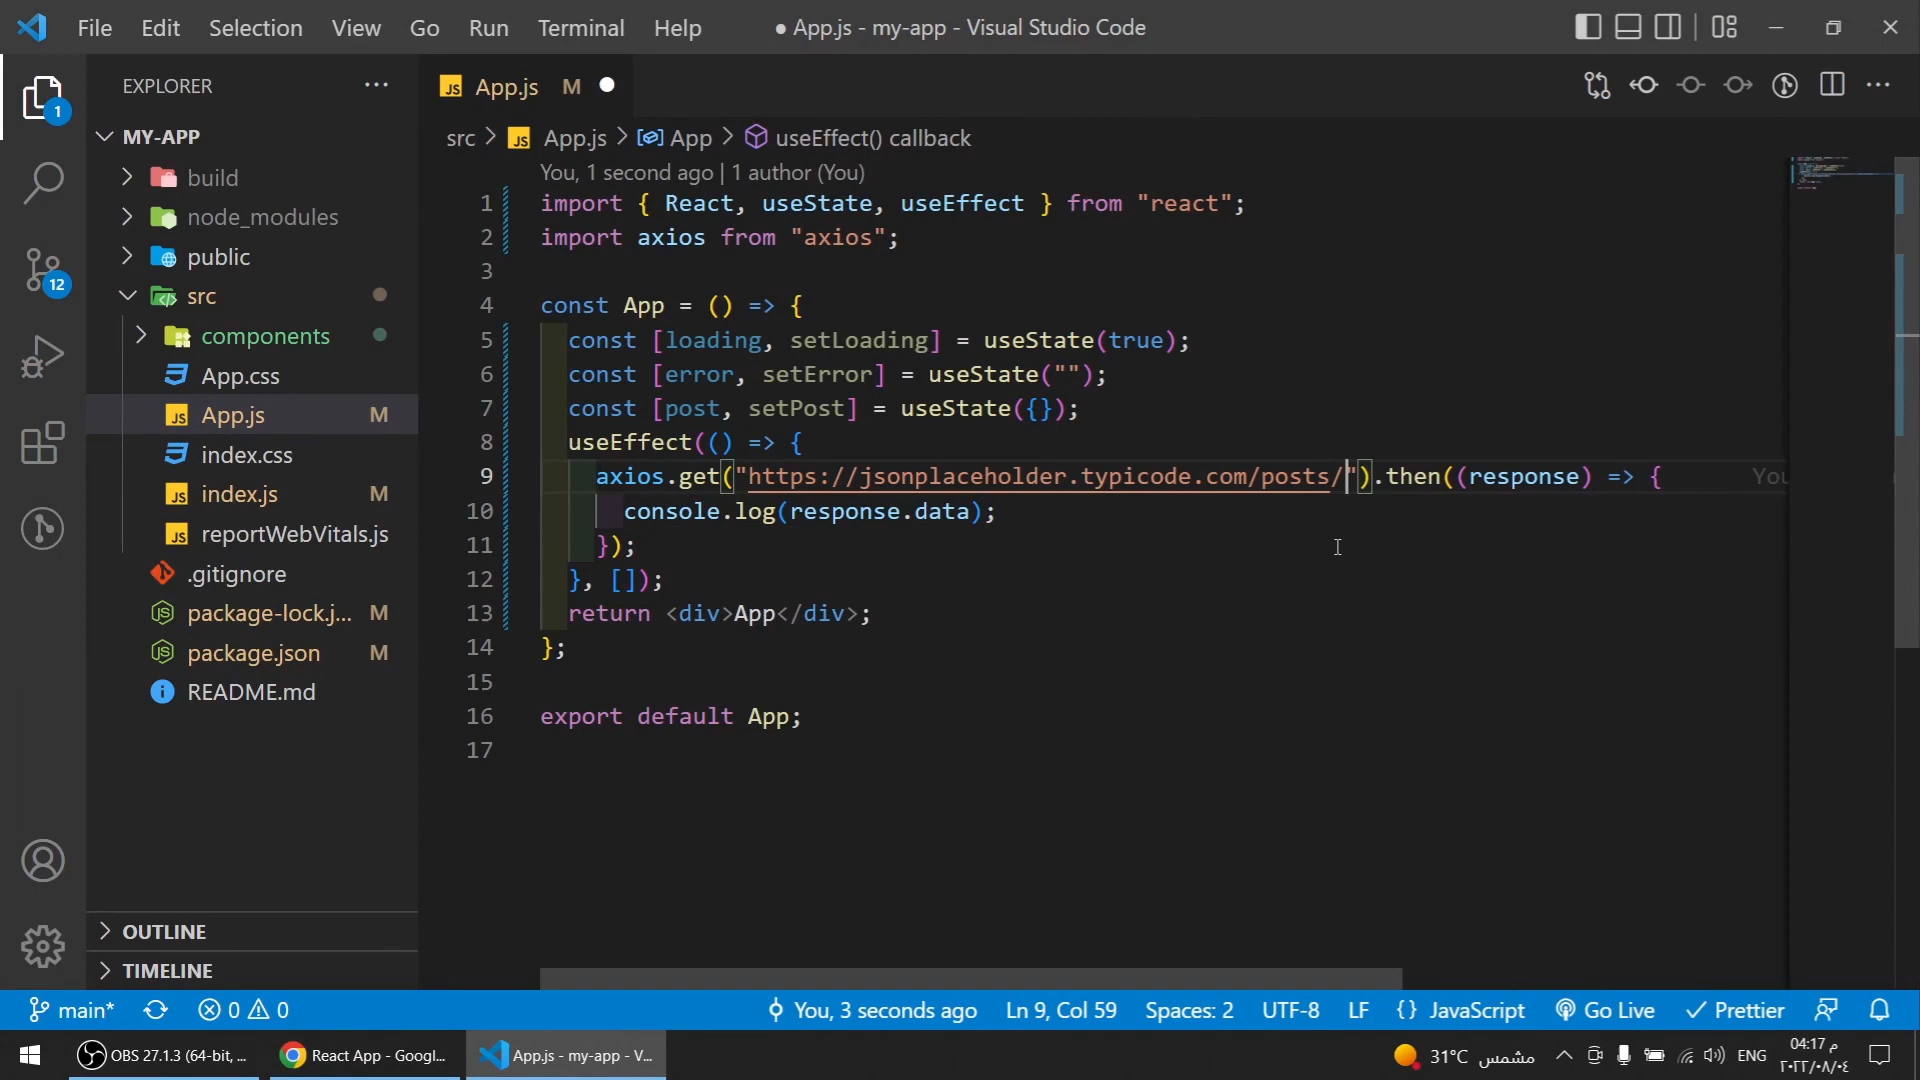 File Edit Selection View Go Run Terminal Help
● App.js - my-app - Visual Studio Code
EXPLORER
App.js M
1
MY-APP
build
node_modules
public
src
components
App.css
App.js M
index.css
index.js M
reportWebVitals.js
.gitignore
package-lock.j... M
package.json M
README.md
12
OUTLINE
TIMELINE
src > App.js > App > useEffect() callback
You, 1 second ago | 1 author (You)
1 import { React, useState, useEffect } from "react";
2 import axios from "axios";
3
4 const App = () => {
5 const [loading, setLoading] = useState(true);
6 const [error, setError] = useState("");
7 const [post, setPost] = useState({});
8 useEffect(() => {
9 axios.get("https://jsonplaceholder.typicode.com/posts/").then((response) => { You
10 console.log(response.data);
11 });
12 }, []);
13 return <div>App</div>;
14 };
15
16 export default App;
17
main* 0 0 You, 3 seconds ago Ln 9, Col 59 Spaces: 2 UTF-8 LF {} JavaScript Go Live Prettier
OBS 27.1.3 (64-bit, ... React App - Googl... App.js - my-app - V... 31°C مشمس ENG 04:17 م
٢٠٢٢/٠٨/٠٤